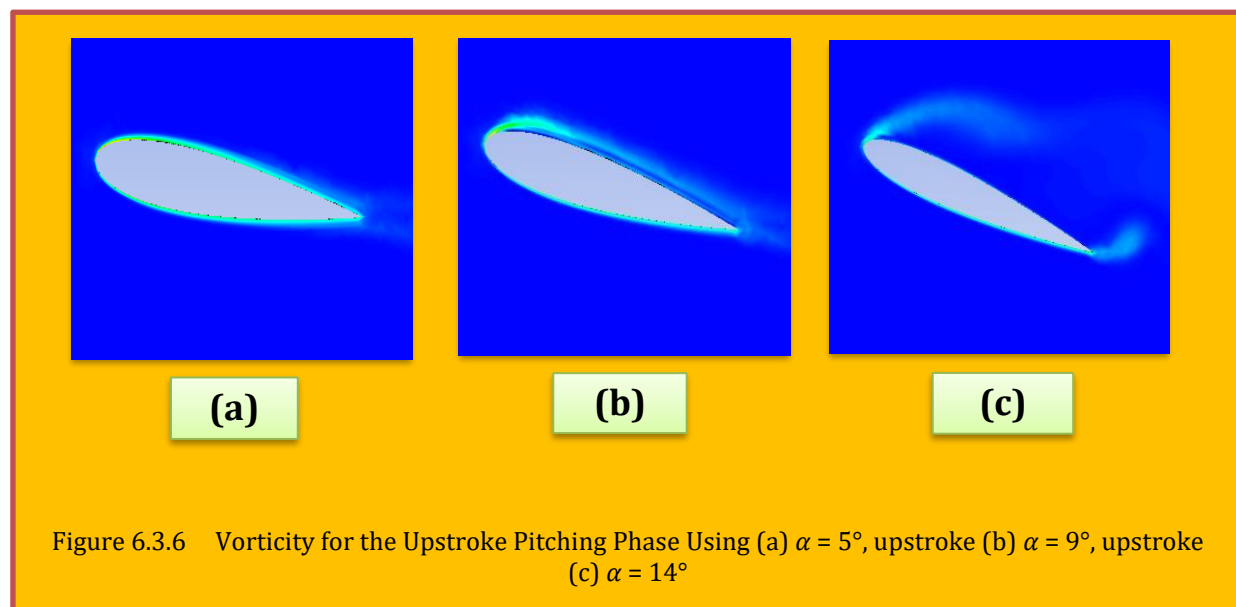 (a)
(b)
(c)
Figure 6.3.6 Vorticity for the Upstroke Pitching Phase Using (a) α = 5°, upstroke (b) α = 9°, upstroke
(c) α = 14°